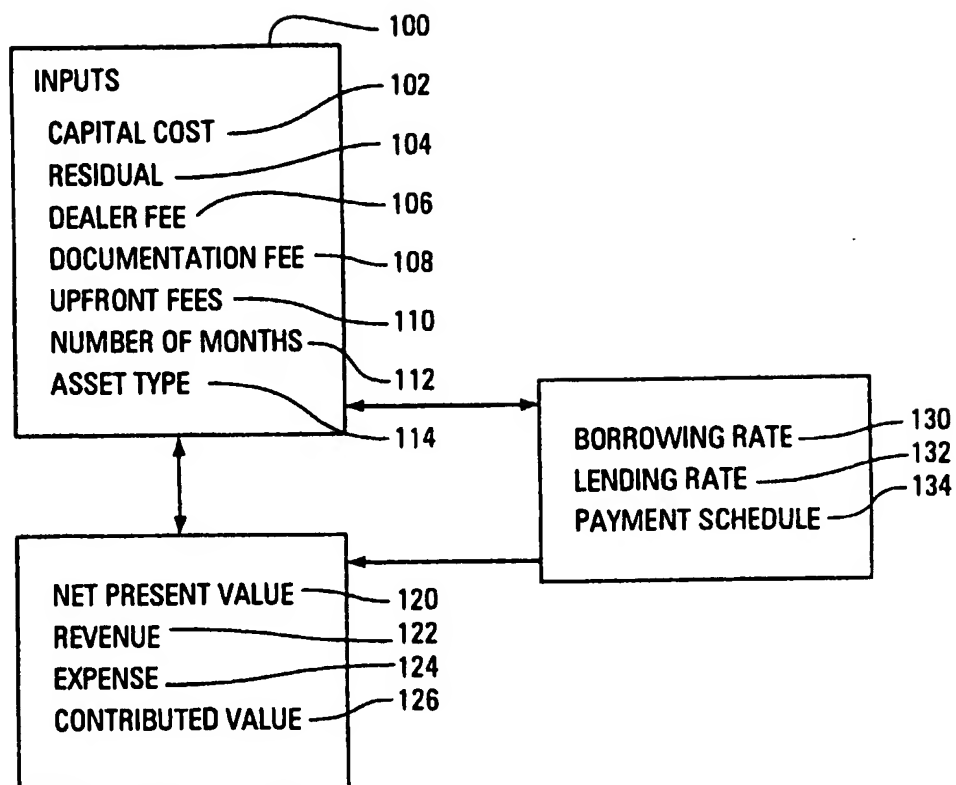 100
INPUTS
102
CAPITAL COST
104
RESIDUAL
DEALER FEE 106
DOCUMENTATION FEE 108
UPFRONT FEES 110
NUMBER OF MONTHS 112
ASSET TYPE
114
BORROWING RATE 130
LENDING RATE 132
PAYMENT SCHEDULE 134
NET PRESENT VALUE 120
REVENUE 122
EXPENSE 124
CONTRIBUTED VALUE 126